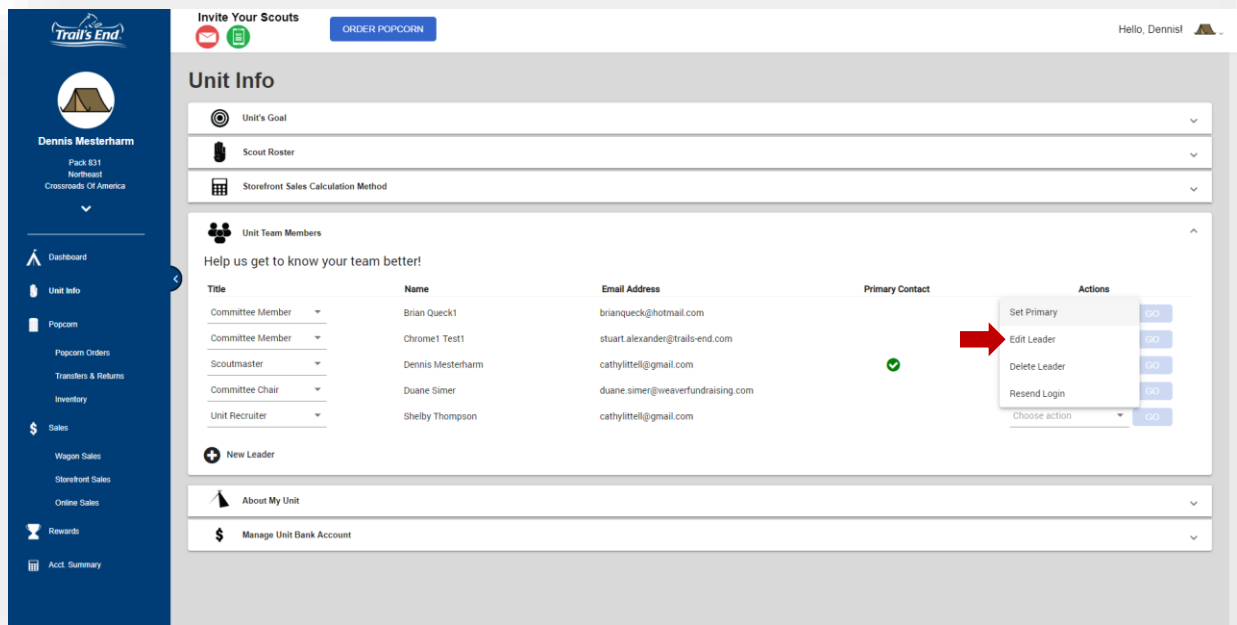 Trail's End
Invite Your Scouts
ORDER POPCORN
Hello, Dennis!
Dennis Mesterharm
Pack 831
Northeast
Crossroads Of America
Dashboard
Unit Info
Popcorn
Popcorn Orders
Transfers & Returns
Inventory
Sales
Wagon Sales
Storefront Sales
Online Sales
Rewards
Acct. Summary
Unit Info
Unit's Goal
Scout Roster
Storefront Sales Calculation Method
Unit Team Members
Help us get to know your team better!
Title Name Email Address Primary Contact Actions
Committee Member Brian Queck1 brianqueck@hotmail.com GO
Committee Member Chrome1 Test1 stuart.alexander@trails-end.com GO
Scoutmaster Dennis Mesterharm cathylittell@gmail.com GO
Committee Chair Duane Simer duane.simer@weaverfundraising.com GO
Unit Recruiter Shelby Thompson cathylittell@gmail.com Choose action GO
Set Primary
Edit Leader
Delete Leader
Resend Login
New Leader
About My Unit
$ Manage Unit Bank Account